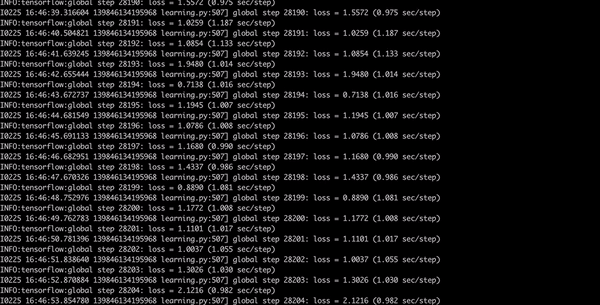 INFO:tensorflow:global step 28190: loss = 1.5572 (0.975 sec/step)
I0225 16:46:39.316604 139846134195968 learning.py:507] global step 28190: loss = 1.5572 (0.975 sec/step)
INFO:tensorflow:global step 28191: loss = 1.0259 (1.187 sec/step)
I0225 16:46:40.504821 139846134195968 learning.py:507] global step 28191: loss = 1.0259 (1.187 sec/step)
INFO:tensorflow:global step 28192: loss = 1.0854 (1.133 sec/step)
I0225 16:46:41.639245 139846134195968 learning.py:507] global step 28192: loss = 1.0854 (1.133 sec/step)
INFO:tensorflow:global step 28193: loss = 1.9480 (1.014 sec/step)
I0225 16:46:42.655444 139846134195968 learning.py:507] global step 28193: loss = 1.9480 (1.014 sec/step)
INFO:tensorflow:global step 28194: loss = 0.7138 (1.016 sec/step)
I0225 16:46:43.672737 139846134195968 learning.py:507] global step 28194: loss = 0.7138 (1.016 sec/step)
INFO:tensorflow:global step 28195: loss = 1.1945 (1.007 sec/step)
I0225 16:46:44.681549 139846134195968 learning.py:507] global step 28195: loss = 1.1945 (1.007 sec/step)
INFO:tensorflow:global step 28196: loss = 1.0786 (1.008 sec/step)
I0225 16:46:45.691133 139846134195968 learning.py:507] global step 28196: loss = 1.0786 (1.008 sec/step)
INFO:tensorflow:global step 28197: loss = 1.1680 (0.990 sec/step)
I0225 16:46:46.682951 139846134195968 learning.py:507] global step 28197: loss = 1.1680 (0.990 sec/step)
INFO:tensorflow:global step 28198: loss = 1.4337 (0.986 sec/step)
I0225 16:46:47.670326 139846134195968 learning.py:507] global step 28198: loss = 1.4337 (0.986 sec/step)
INFO:tensorflow:global step 28199: loss = 0.8890 (1.081 sec/step)
I0225 16:46:48.752976 139846134195968 learning.py:507] global step 28199: loss = 0.8890 (1.081 sec/step)
INFO:tensorflow:global step 28200: loss = 1.1772 (1.008 sec/step)
I0225 16:46:49.762783 139846134195968 learning.py:507] global step 28200: loss = 1.1772 (1.008 sec/step)
INFO:tensorflow:global step 28201: loss = 1.1101 (1.017 sec/step)
I0225 16:46:50.781396 139846134195968 learning.py:507] global step 28201: loss = 1.1101 (1.017 sec/step)
INFO:tensorflow:global step 28202: loss = 1.0037 (1.055 sec/step)
I0225 16:46:51.838640 139846134195968 learning.py:507] global step 28202: loss = 1.0037 (1.055 sec/step)
INFO:tensorflow:global step 28203: loss = 1.3026 (1.030 sec/step)
I0225 16:46:52.870884 139846134195968 learning.py:507] global step 28203: loss = 1.3026 (1.030 sec/step)
INFO:tensorflow:global step 28204: loss = 2.1216 (0.982 sec/step)
I0225 16:46:53.854780 139846134195968 learning.py:507] global step 28204: loss = 2.1216 (0.982 sec/step)